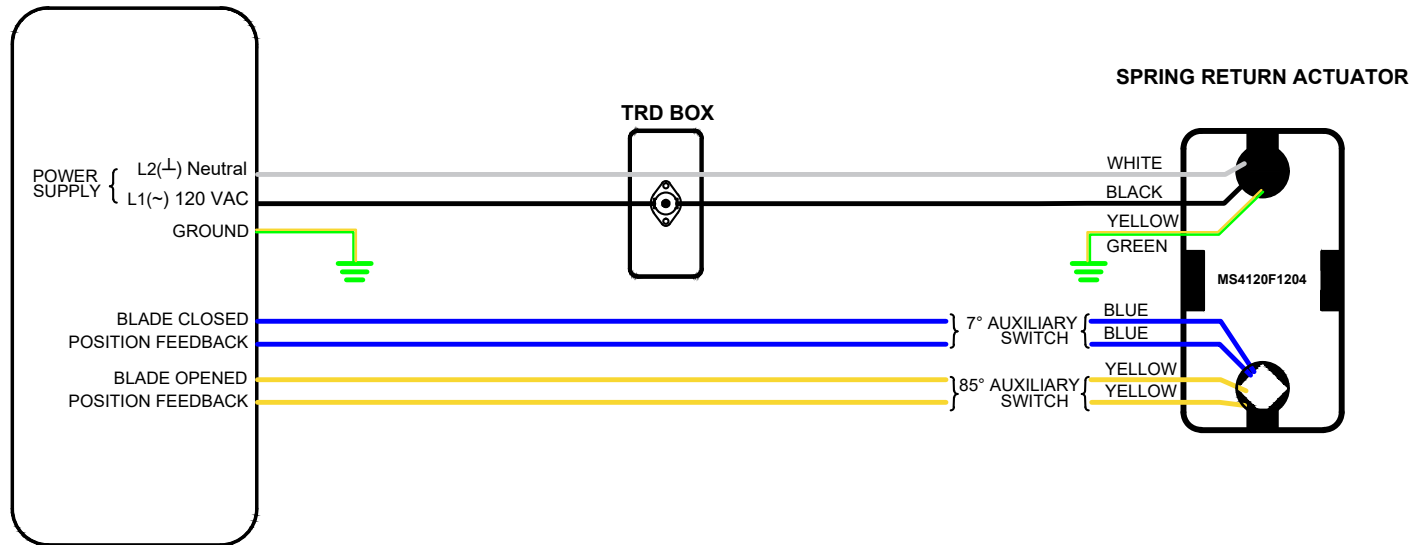 SPRING RETURN ACTUATOR
TRD BOX
POWER
SUPPLY
{
L2(┴) Neutral
L1(~) 120 VAC
GROUND
WHITE
BLACK
YELLOW
GREEN
MS4120F1204
BLADE CLOSED
POSITION FEEDBACK
} 7° AUXILIARY {
SWITCH
BLUE
BLUE
BLADE OPENED
POSITION FEEDBACK
} 85° AUXILIARY {
SWITCH
YELLOW
YELLOW